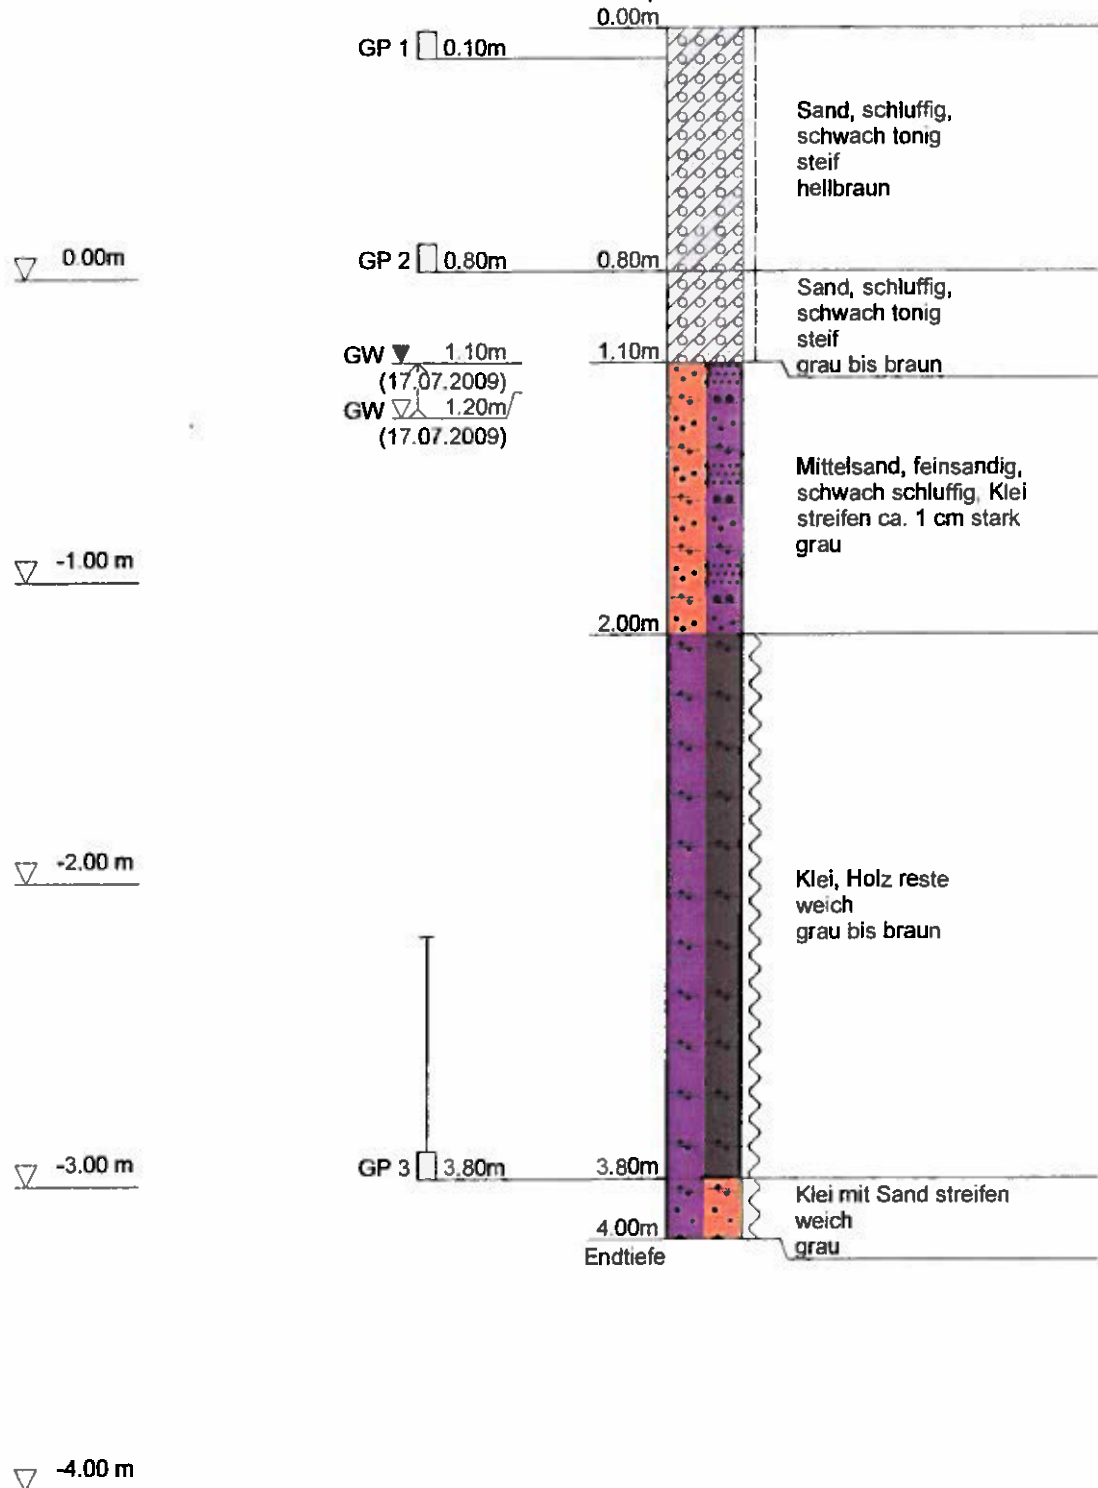 0.00m
GP 1 0.10m
Sand, schluffig,
schwach tonig
steif
hellbraun
0.00m
GP 2 0.80m
0.80m
Sand, schluffig,
schwach tonig
steif
grau bis braun
GW 1.10m
(17.07.2009)
1.10m
GW 1.20m
(17.07.2009)
Mittelsand, feinsandig,
schwach schluffig, Klei
streifen ca. 1 cm stark
grau
-1.00 m
2.00m
-2.00 m
Klei, Holz reste
weich
grau bis braun
-3.00 m
GP 3 3.80m
3.80m
Klei mit Sand streifen
weich
grau
4.00m
Endtiefe
-4.00 m